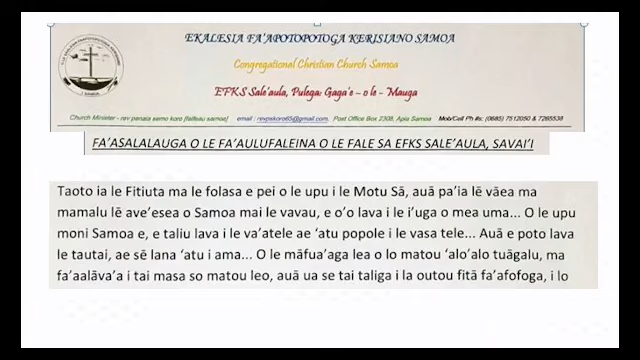 EKALESIA FA'APOTOPOTOGA KERISIANO SAMOA
Congregational Christian Church Samoa
EFKS Sale'aula, Pulega: Gaga'e – o le - Mauga
Church Minister - rev penaia samo koro [failleau samoa] email : revpskoro65@gmail.com. Post Office Box 2308, Apia Samoa Mob/Cell Ph #s: (0685) 7512050 & 7265538
FA'ASALALAUGA O LE FA'AULUFALEINA O LE FALE SA EFKS SALE'AULA, SAVAI'I
Taoto ia le Fitiuta ma le folasa e pei o le upu i le Motu Sā, auā pa'ia lē vāea ma
mamalu lē ave'esea o Samoa mai le vavau, e o'o lava i le i'uga o mea uma... O le upu
moni Samoa e, e taliu lava i le va'atele ae 'atu popole i le vasa tele... Auā e poto lava
le tautai, ae sē lana 'atu i ama... O le māfua'aga lea o lo matou 'alo'alo tuāgalu, ma
fa'aalāva'a i tai masa so matou leo, auā ua se tai taliga i la outou fitā fa'afofoga, i lo